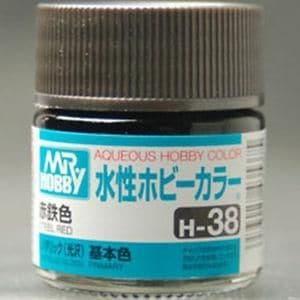 MR HOBBY
AQUEOUS HOBBY COLOR
水性ホビーカラー
赤鉄色
STEEL RED
H-38
メタリック(光沢) 基本色
PRIMARY